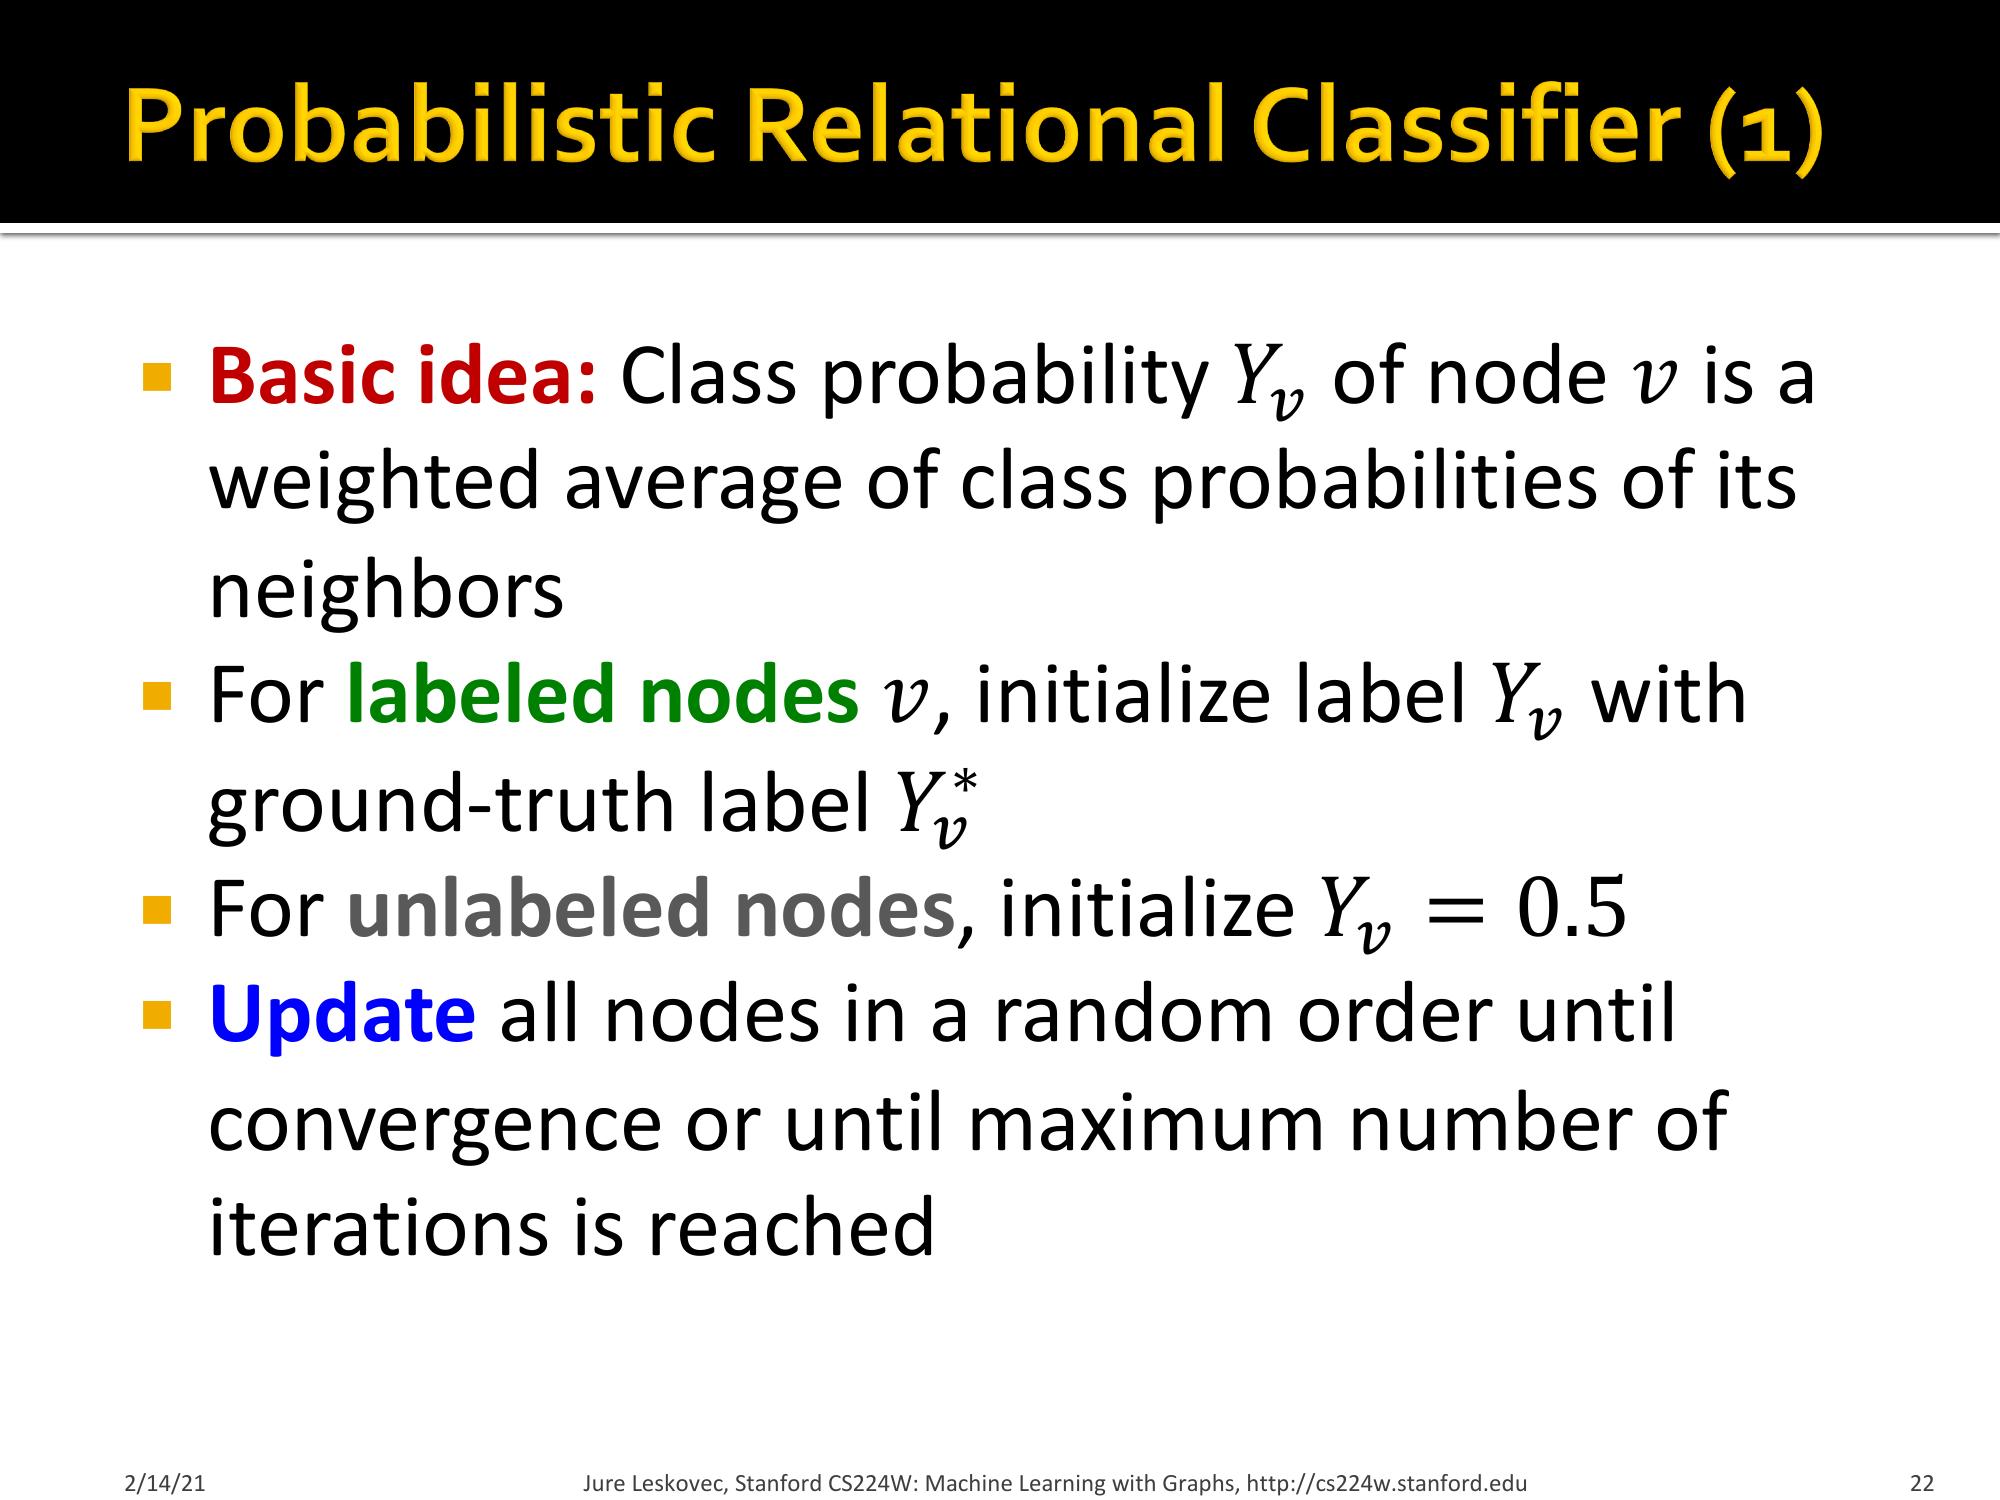 Probabilistic Relational Classifier (1)
▪ Basic idea: Class probability Y_v of node v is a
weighted average of class probabilities of its
neighbors
▪ For labeled nodes v, initialize label Y_v with
ground-truth label Y_v^*
▪ For unlabeled nodes, initialize Y_v = 0.5
▪ Update all nodes in a random order until
convergence or until maximum number of
iterations is reached
2/14/21
Jure Leskovec, Stanford CS224W: Machine Learning with Graphs, http://cs224w.stanford.edu
22